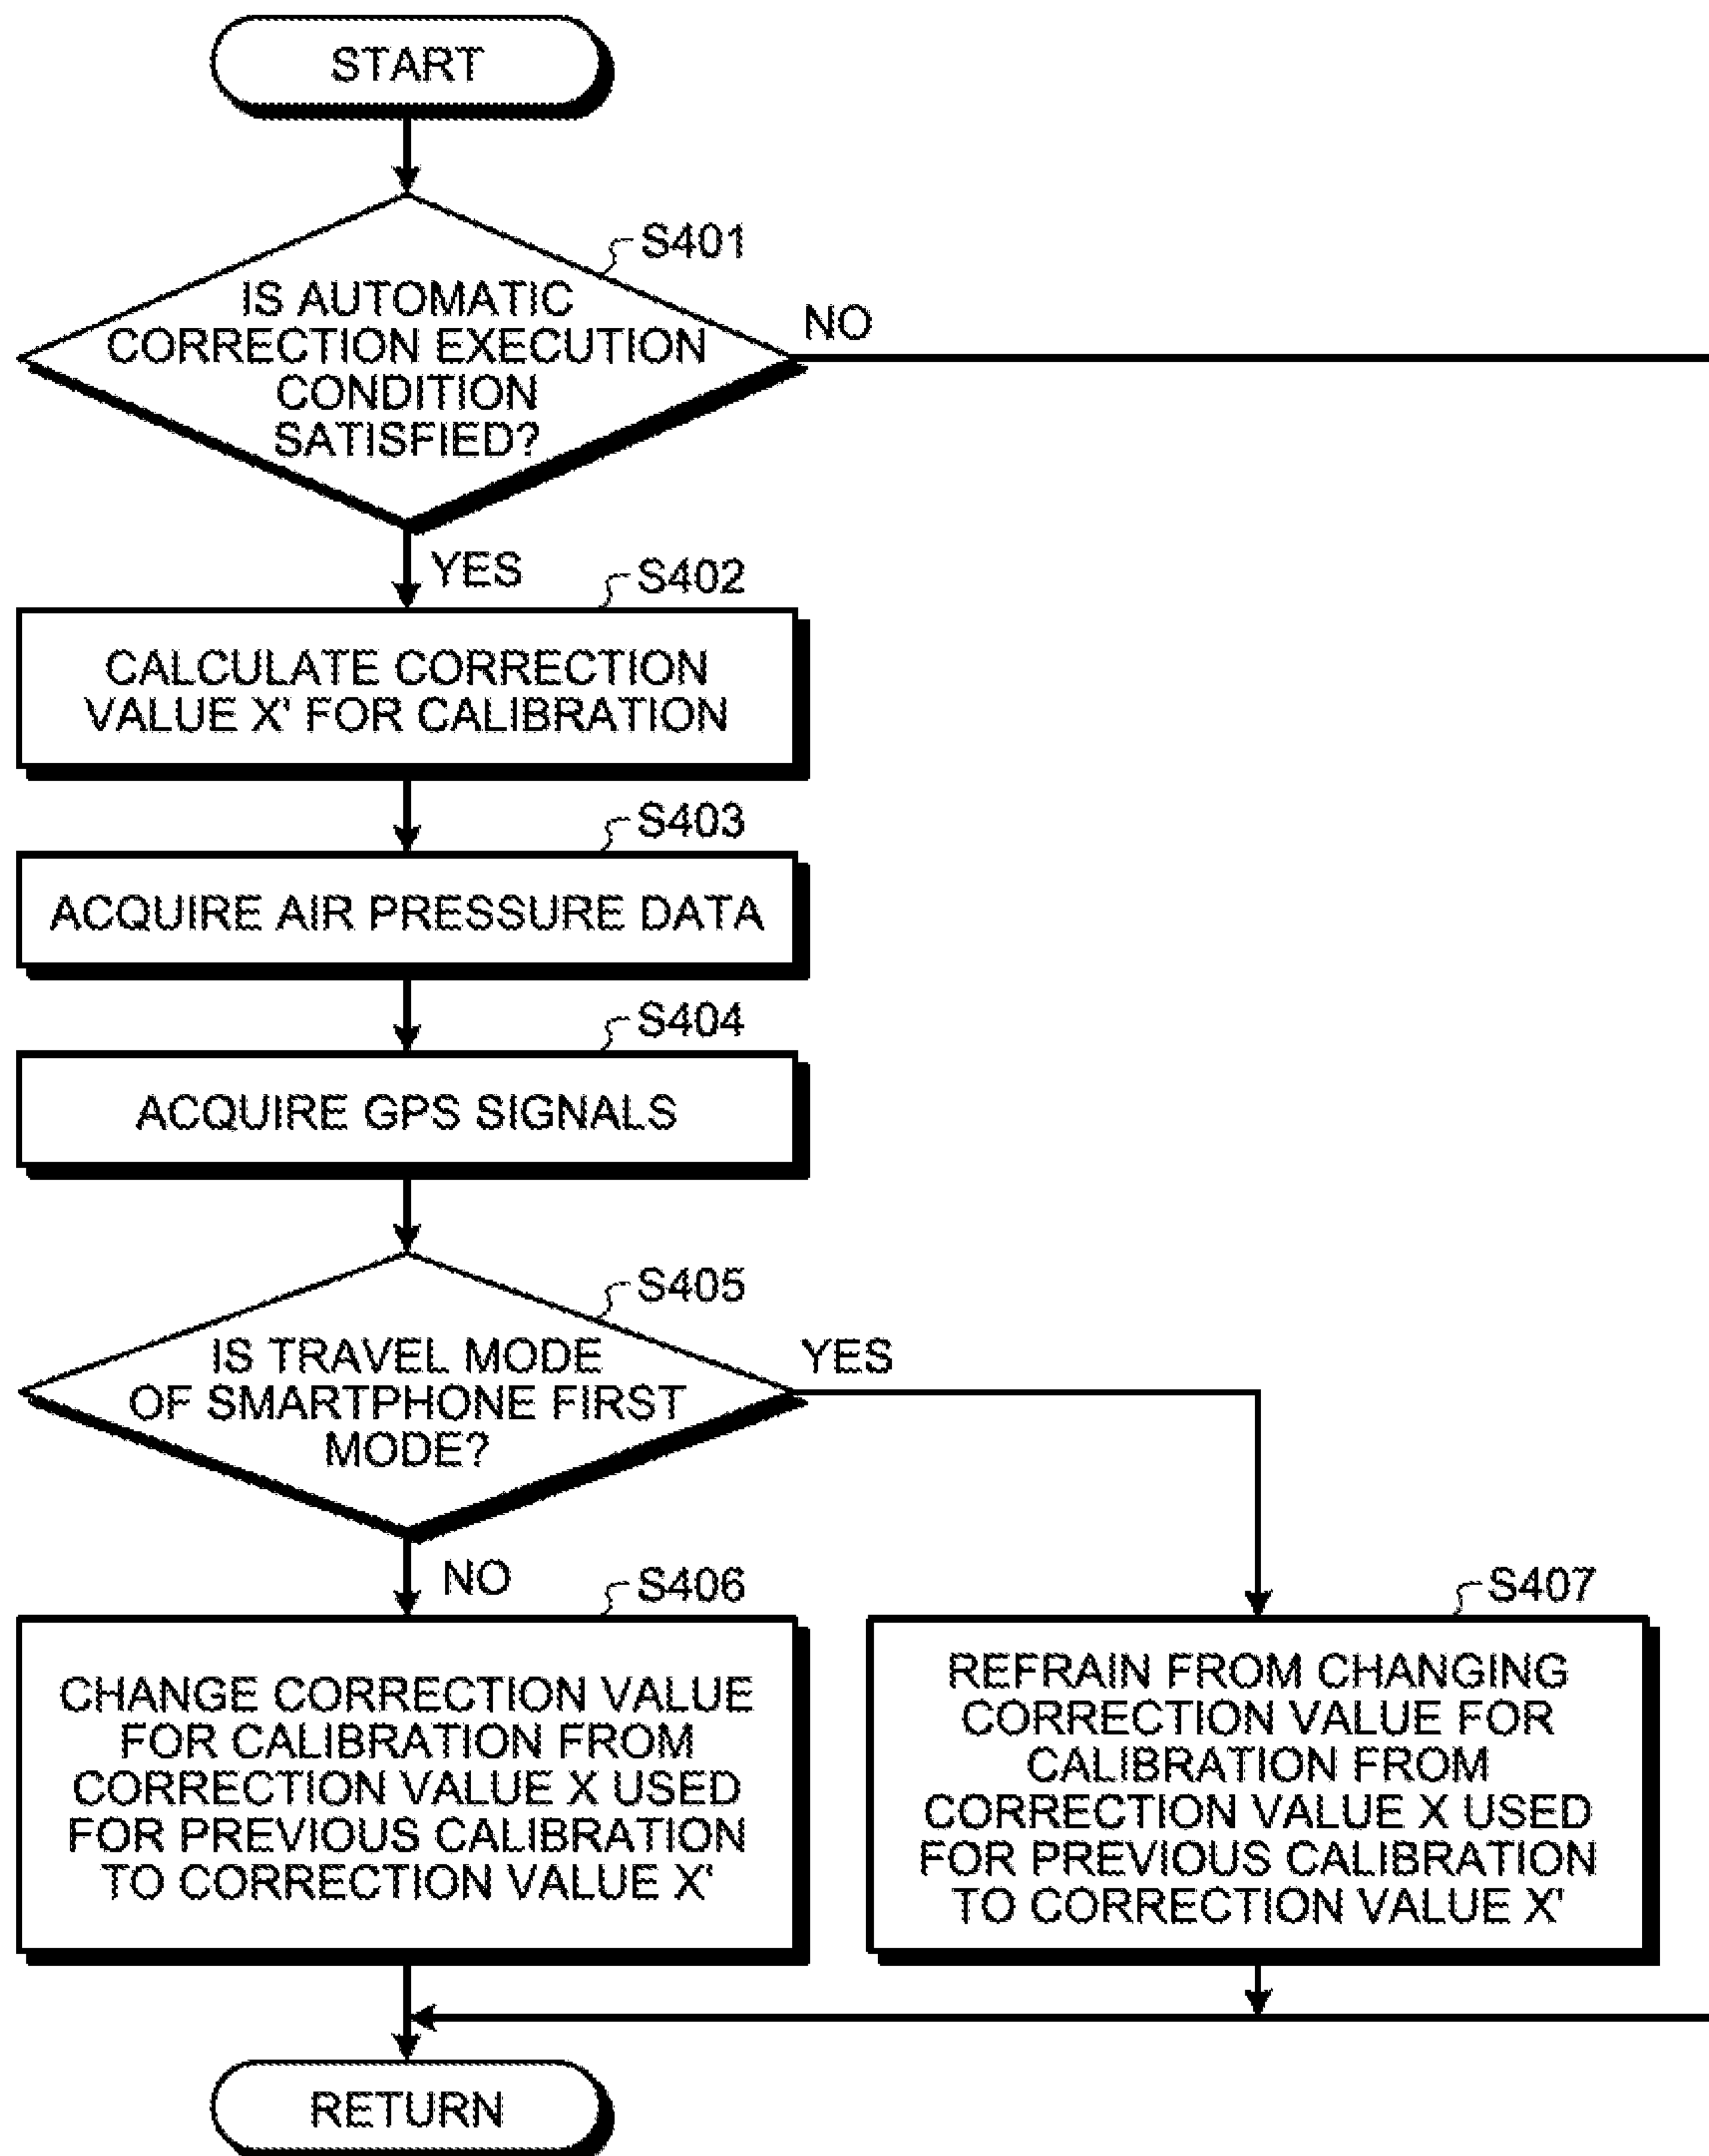 START
S401
IS AUTOMATIC
CORRECTION EXECUTION
CONDITION
SATISFIED?
NO
YES
S402
CALCULATE CORRECTION
VALUE X' FOR CALIBRATION
S403
ACQUIRE AIR PRESSURE DATA
S404
ACQUIRE GPS SIGNALS
S405
IS TRAVEL MODE
OF SMARTPHONE FIRST
MODE?
YES
NO
S406
CHANGE CORRECTION VALUE
FOR CALIBRATION FROM
CORRECTION VALUE X USED
FOR PREVIOUS CALIBRATION
TO CORRECTION VALUE X'
S407
REFRAIN FROM CHANGING
CORRECTION VALUE FOR
CALIBRATION FROM
CORRECTION VALUE X USED
FOR PREVIOUS CALIBRATION
TO CORRECTION VALUE X'
RETURN